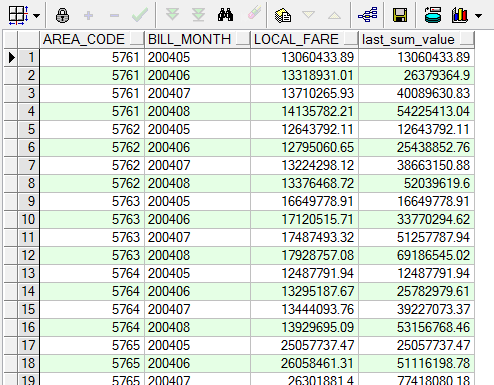 AREA_CODE BILL_MONTH LOCAL_FARE last_sum_value
1 5761 200405 13060433.89 13060433.89
2 5761 200406 13318931.01 26379364.9
3 5761 200407 13710265.93 40089630.83
4 5761 200408 14135782.21 54225413.04
5 5762 200405 12643792.11 12643792.11
6 5762 200406 12795060.65 25438852.76
7 5762 200407 13224298.12 38663150.88
8 5762 200408 13376468.72 52039619.6
9 5763 200405 16649778.91 16649778.91
10 5763 200406 17120515.71 33770294.62
11 5763 200407 17487493.32 51257787.94
12 5763 200408 17928757.08 69186545.02
13 5764 200405 12487791.94 12487791.94
14 5764 200406 13295187.67 25782979.61
15 5764 200407 13444093.76 39227073.37
16 5764 200408 13929695.09 53156768.46
17 5765 200405 25057737.47 25057737.47
18 5765 200406 26058461.31 51116198.78
19 5765 200407 26301881.4 77418080.18